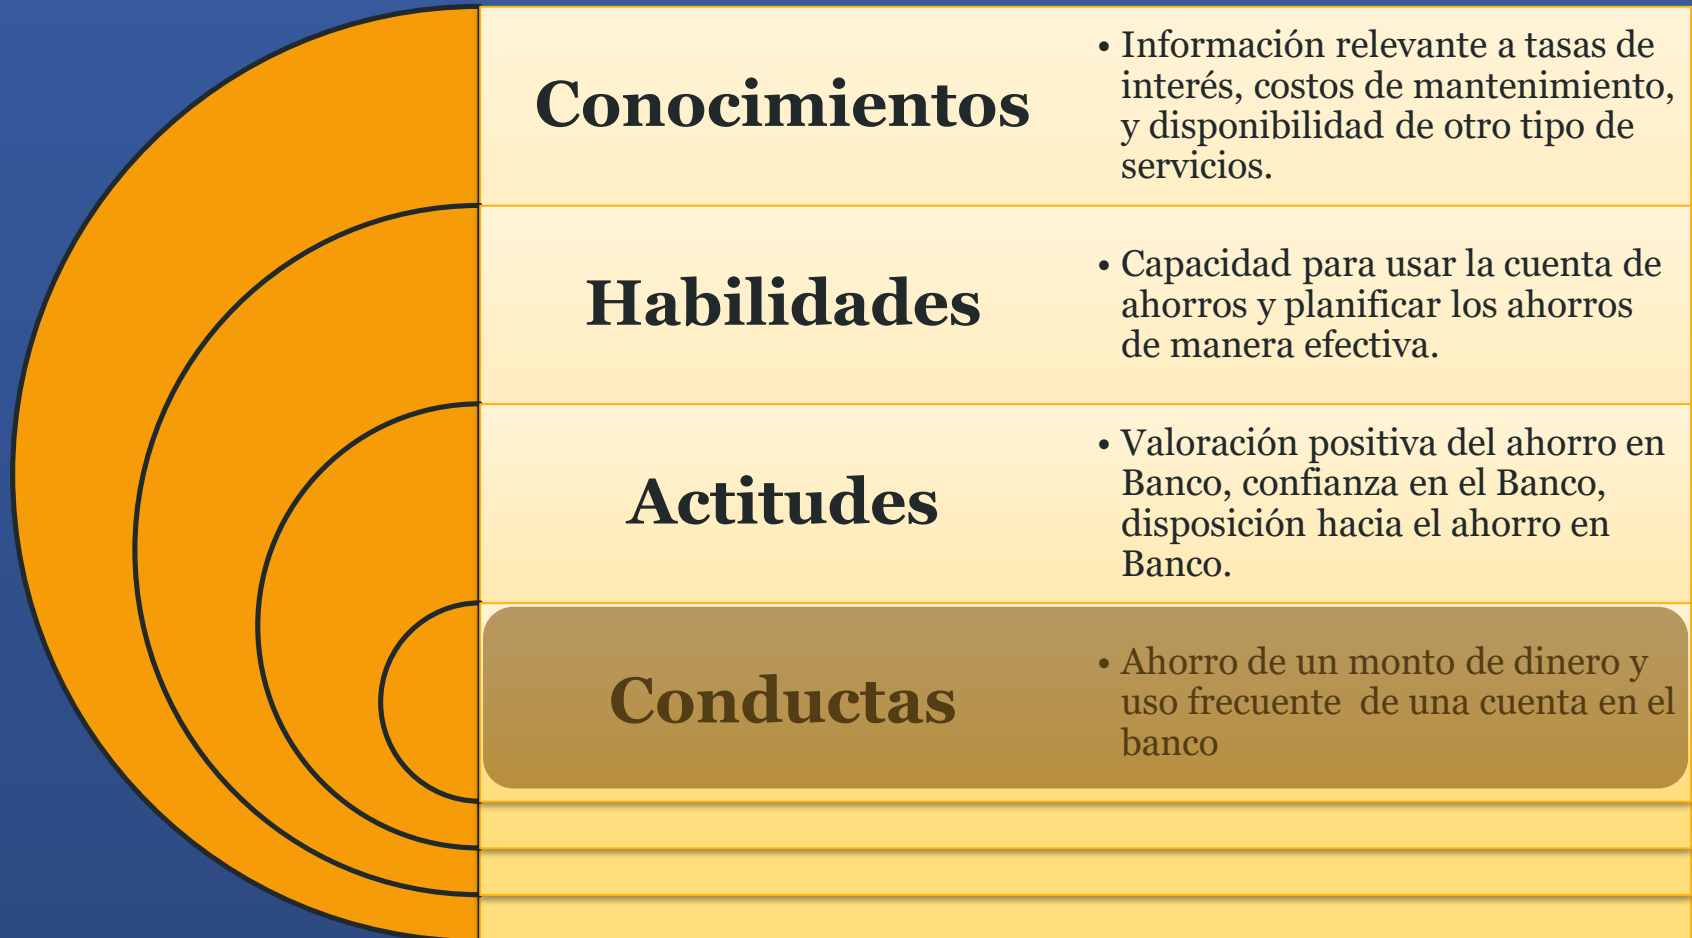 Conocimientos
• Información relevante a tasas de
interés, costos de mantenimiento,
y disponibilidad de otro tipo de
servicios.
Habilidades
• Capacidad para usar la cuenta de
ahorros y planificar los ahorros
de manera efectiva.
Actitudes
• Valoración positiva del ahorro en
Banco, confianza en el Banco,
disposición hacia el ahorro en
Banco.
Conductas
• Ahorro de un monto de dinero y
uso frecuente  de una cuenta en el
banco